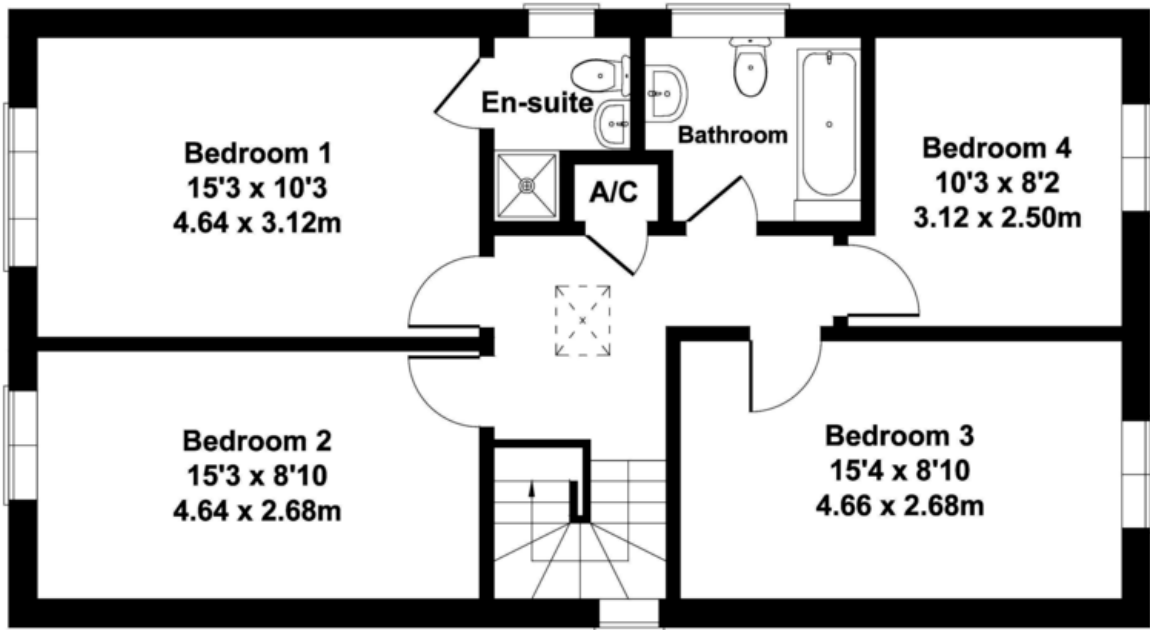 Bedroom 1
15'3 x 10'3
4.64 x 3.12m
En-suite
A/C
Bathroom
Bedroom 4
10'3 x 8'2
3.12 x 2.50m
Bedroom 2
15'3 x 8'10
4.64 x 2.68m
Bedroom 3
15'4 x 8'10
4.66 x 2.68m